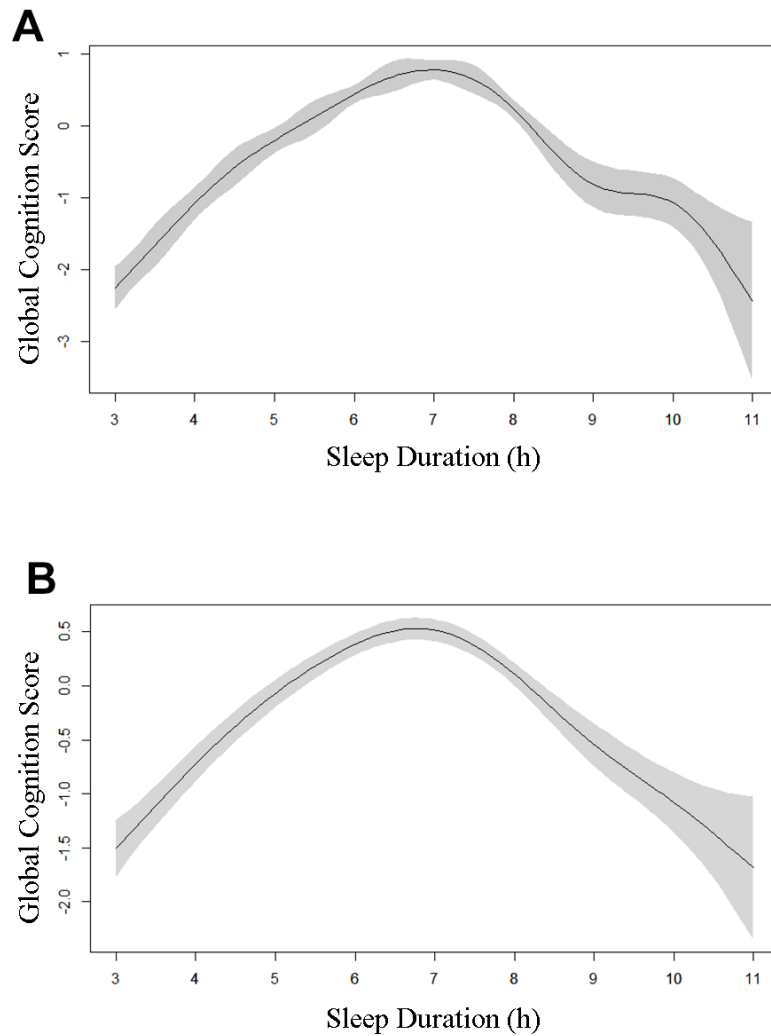 A
Global Cognition Score
1
0
-1
-2
-3
3 4 5 6 7 8 9 10 11
Sleep Duration (h)
B
Global Cognition Score
0.5
0.0
-0.5
-1.0
-1.5
-2.0
3 4 5 6 7 8 9 10 11
Sleep Duration (h)